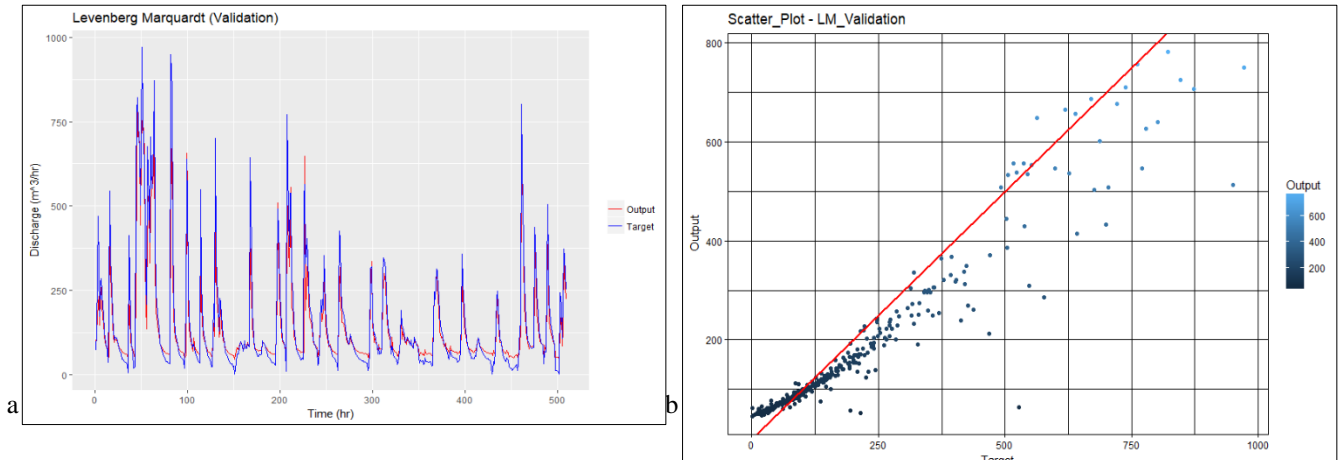 Levenberg Marquardt (Validation)
1000
750
500
250
0
Discharge (m^3/hr)
0 100 200 300 400 500
Time (hr)
Output
Target
a
Scatter_Plot - LM_Validation
800
600
400
200
Output
0 250 500 750 1000
Target
Output
600
400
200
b